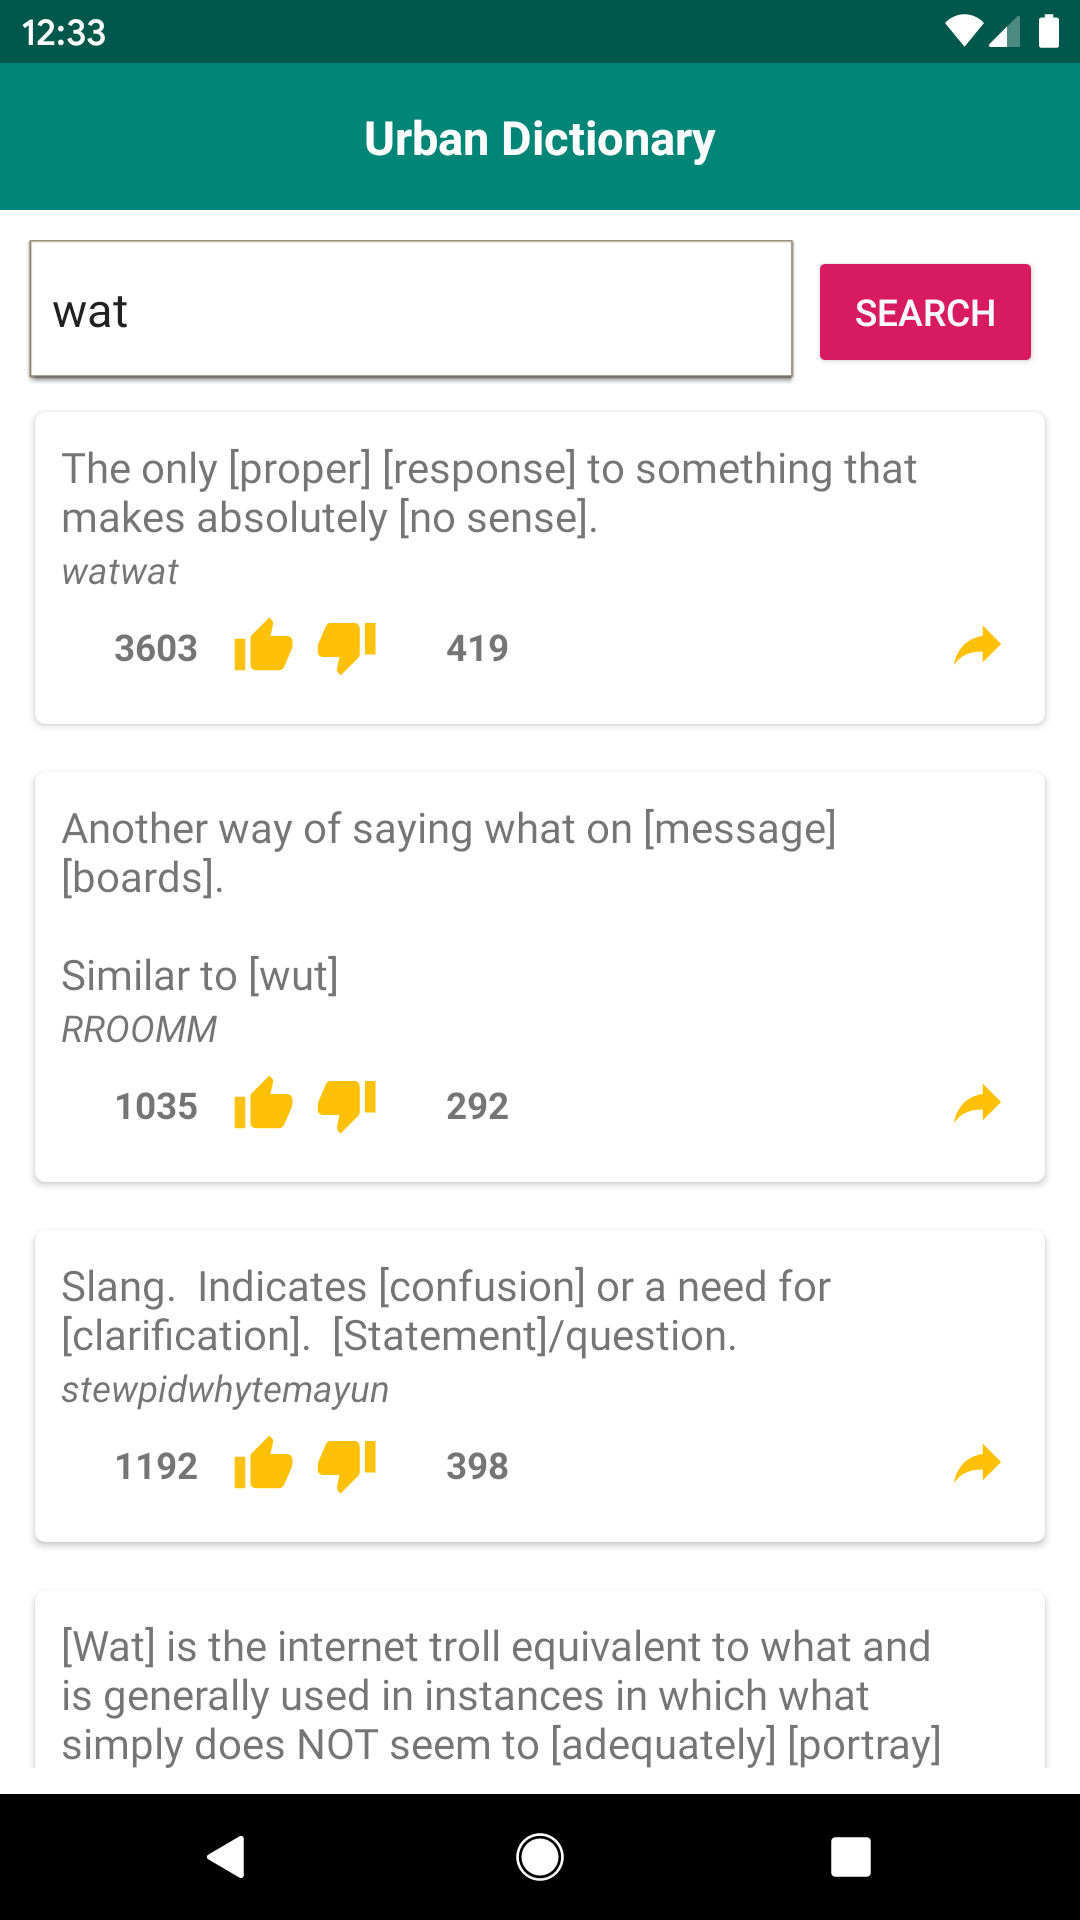 12:33
Urban Dictionary
wat
SEARCH
The only [proper] [response] to something that
makes absolutely [no sense].
watwat
3603 419
Another way of saying what on [message]
[boards].
Similar to [wut]
RROOMM
1035 292
Slang.  Indicates [confusion] or a need for
[clarification].  [Statement]/question.
stewpidwhytemayun
1192 398
[Wat] is the internet troll equivalent to what and
is generally used in instances in which what
simply does NOT seem to [adequately] [portray]